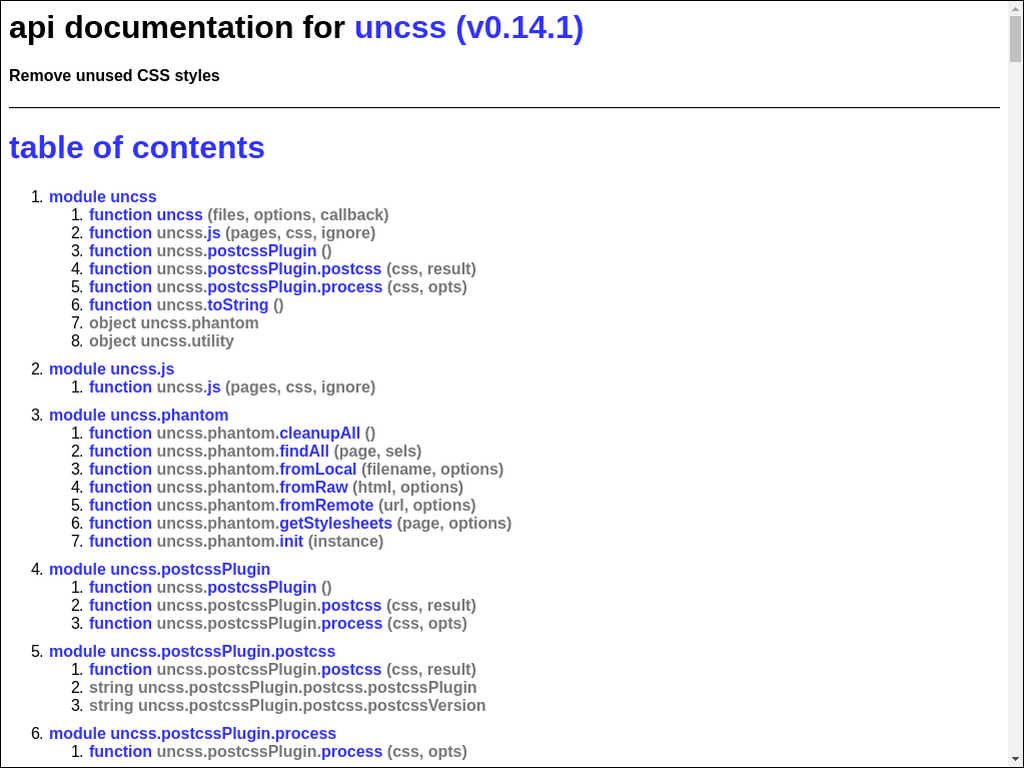 api documentation for uncss (v0.14.1)
Remove unused CSS styles
table of contents
1. module uncss
1. function uncss (files, options, callback)
2. function uncss.js (pages, css, ignore)
3. function uncss.postcssPlugin ()
4. function uncss.postcssPlugin.postcss (css, result)
5. function uncss.postcssPlugin.process (css, opts)
6. function uncss.toString ()
7. object uncss.phantom
8. object uncss.utility
2. module uncss.js
1. function uncss.js (pages, css, ignore)
3. module uncss.phantom
1. function uncss.phantom.cleanupAll ()
2. function uncss.phantom.findAll (page, sels)
3. function uncss.phantom.fromLocal (filename, options)
4. function uncss.phantom.fromRaw (html, options)
5. function uncss.phantom.fromRemote (url, options)
6. function uncss.phantom.getStylesheets (page, options)
7. function uncss.phantom.init (instance)
4. module uncss.postcssPlugin
1. function uncss.postcssPlugin ()
2. function uncss.postcssPlugin.postcss (css, result)
3. function uncss.postcssPlugin.process (css, opts)
5. module uncss.postcssPlugin.postcss
1. function uncss.postcssPlugin.postcss (css, result)
2. string uncss.postcssPlugin.postcss.postcssPlugin
3. string uncss.postcssPlugin.postcss.postcssVersion
6. module uncss.postcssPlugin.process
1. function uncss.postcssPlugin.process (css, opts)